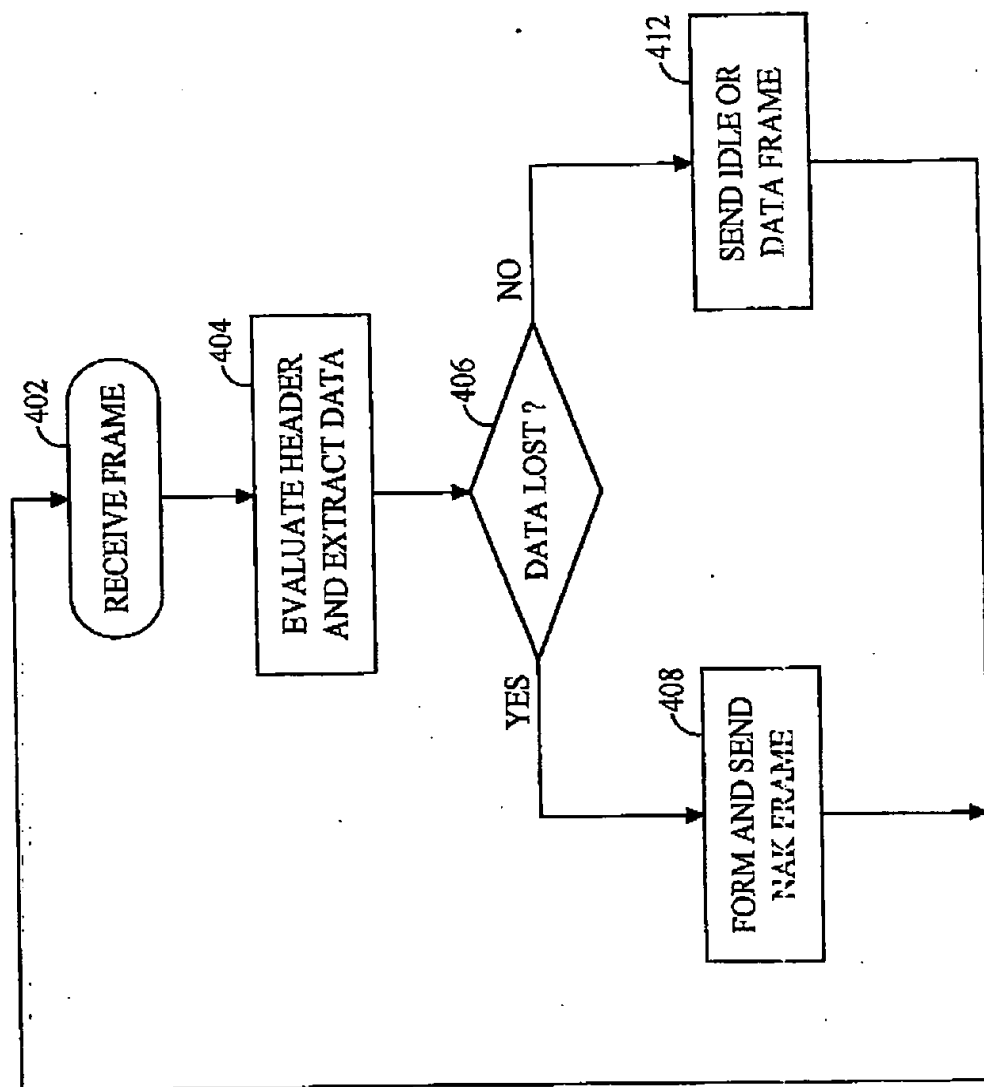 402
RECEIVE FRAME
404
EVALUATE HEADER
AND EXTRACT DATA
406
DATA LOST ?
YES
NO
408
FORM AND SEND
NAK FRAME
412
SEND IDLE OR
DATA FRAME